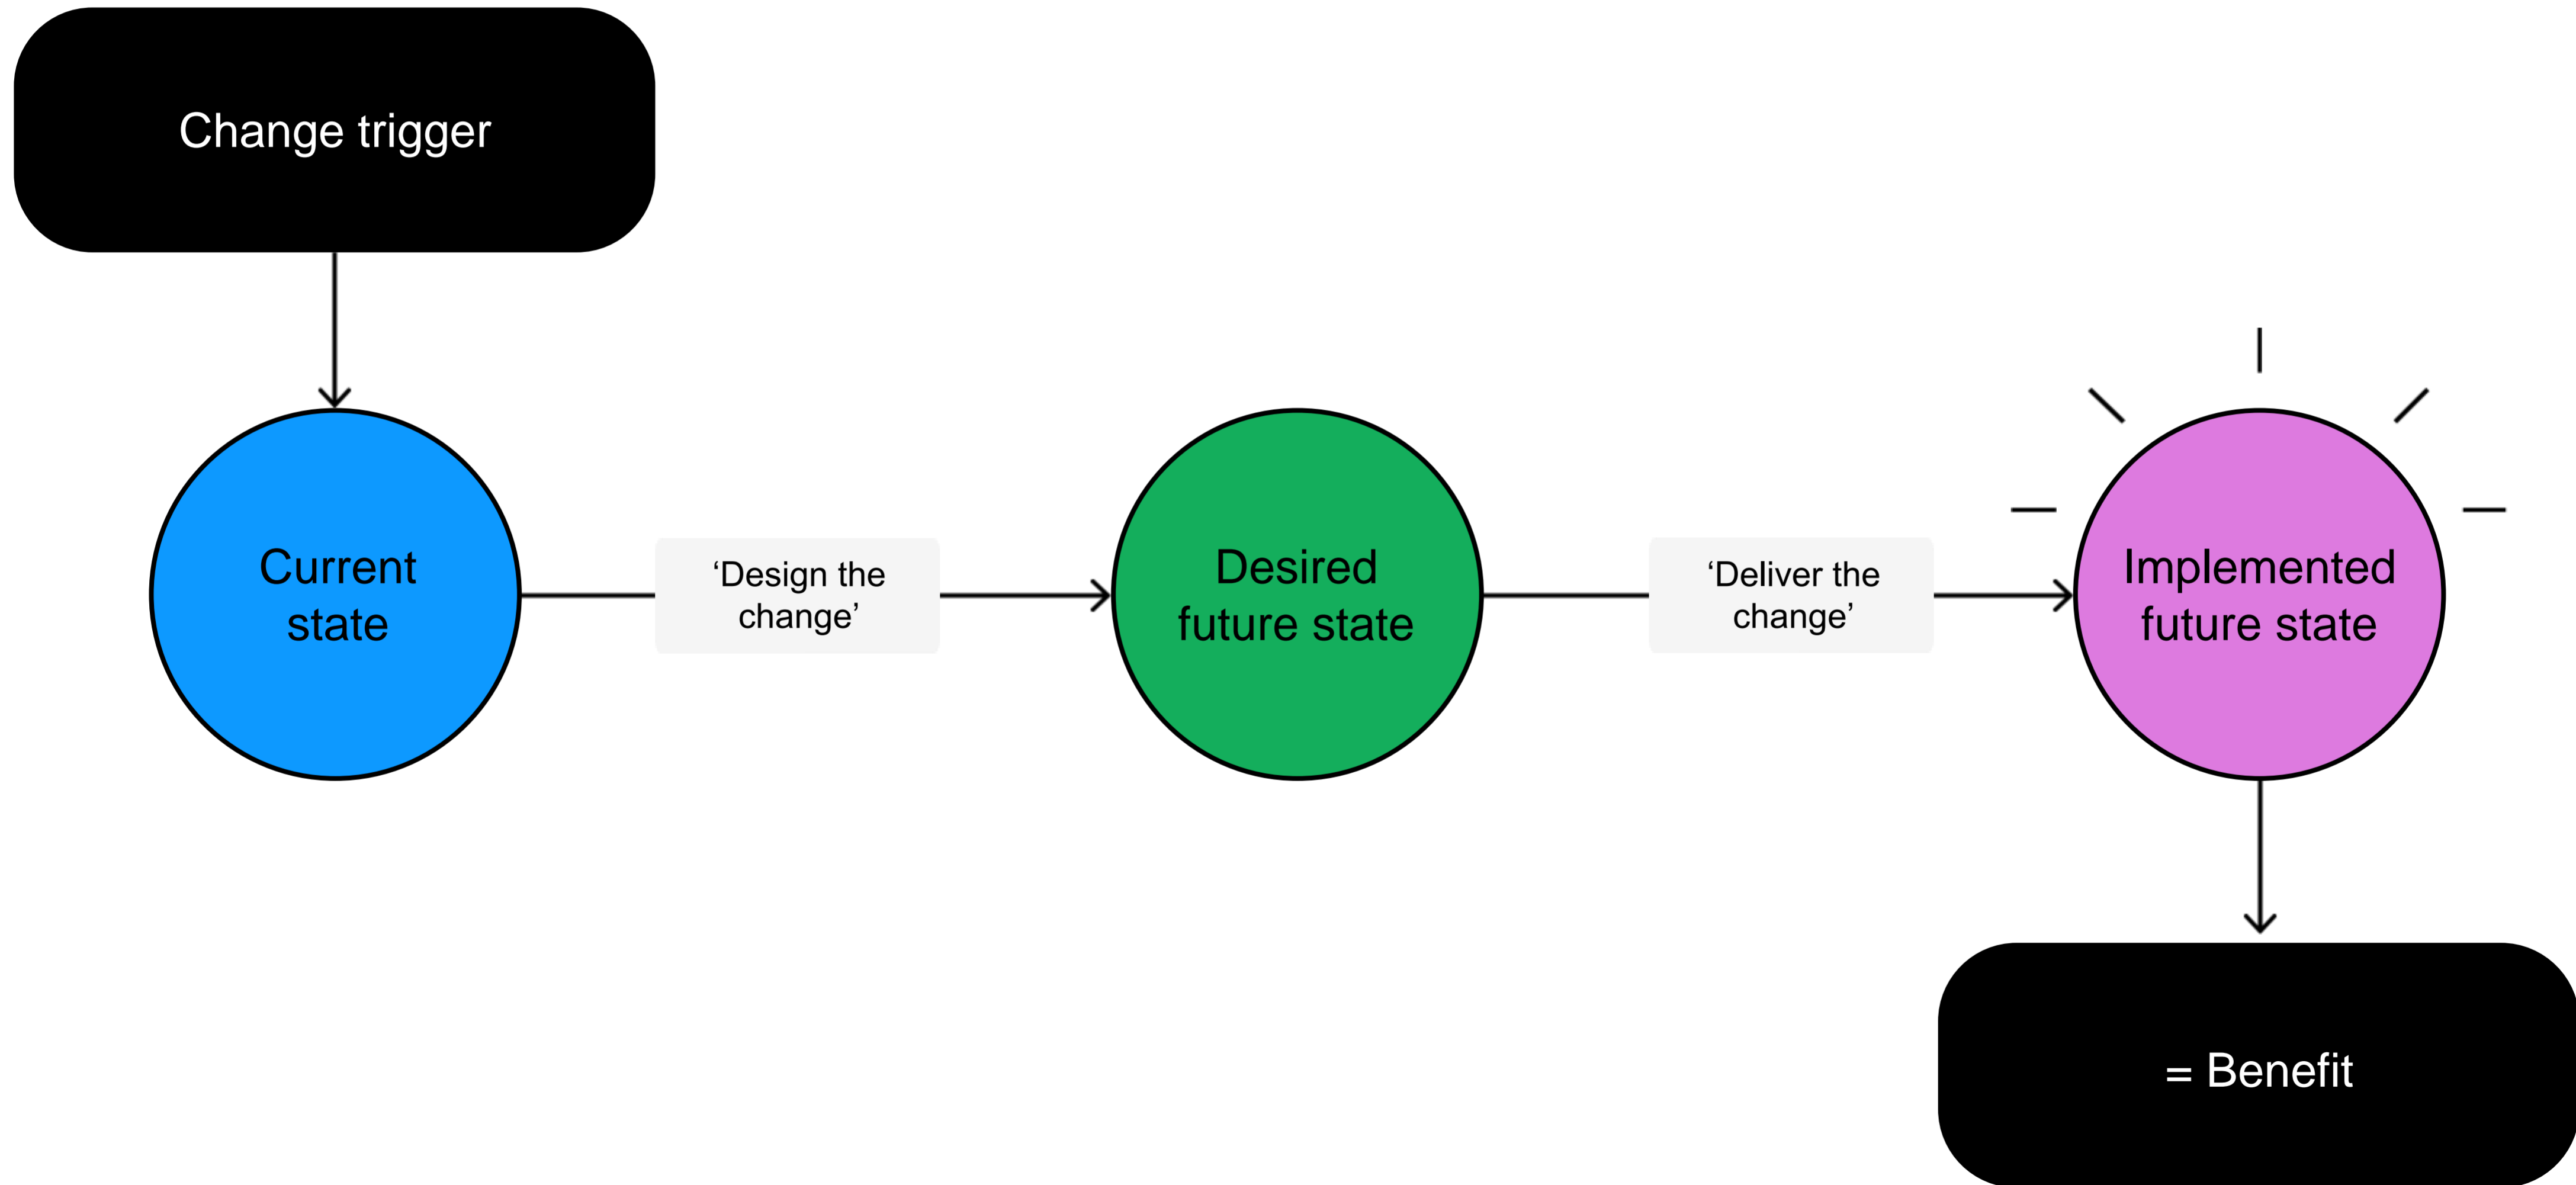 Change trigger
Current
state
‘Design the
change’
Desired
future state
‘Deliver the
change’
Implemented
future state
= Benefit